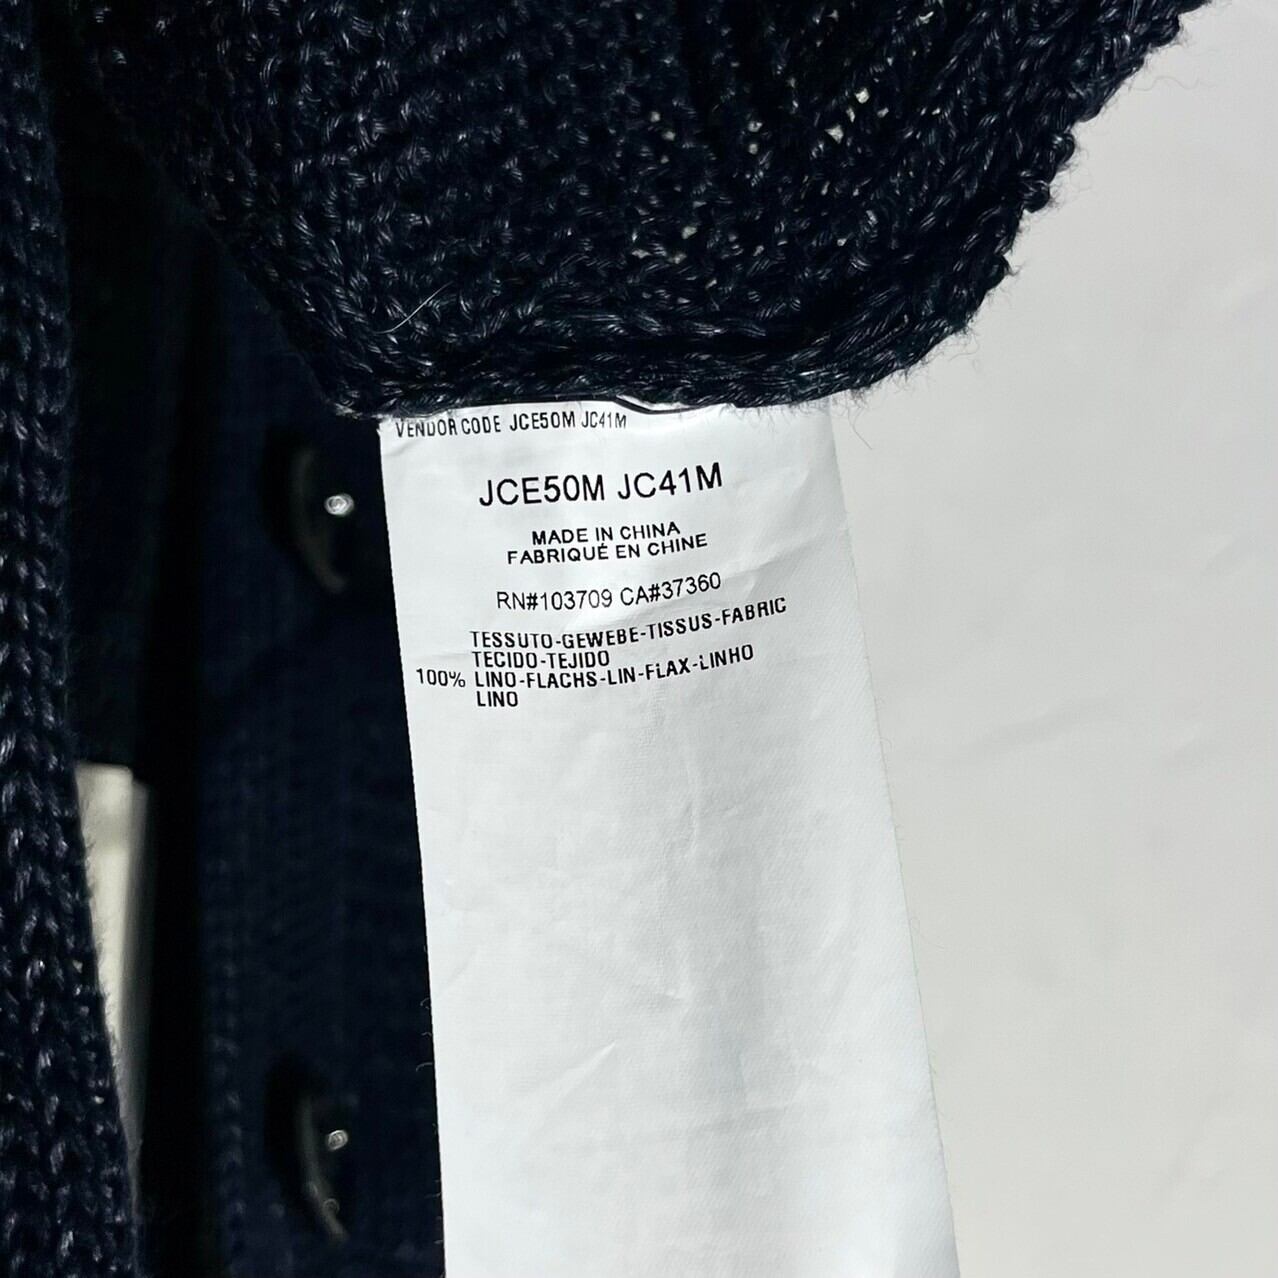 VENDOR CODE JCE50M JC41M
JCE50M JC41M
MADE IN CHINA
FABRIQUÉ EN CHINE
RN#103709 CA#37360
TESSUTO-GEWEBE-TISSUS-FABRIC
TECIDO-TEJIDO
100% LINO-FLACHS-LIN-FLAX-LINHO
LINO